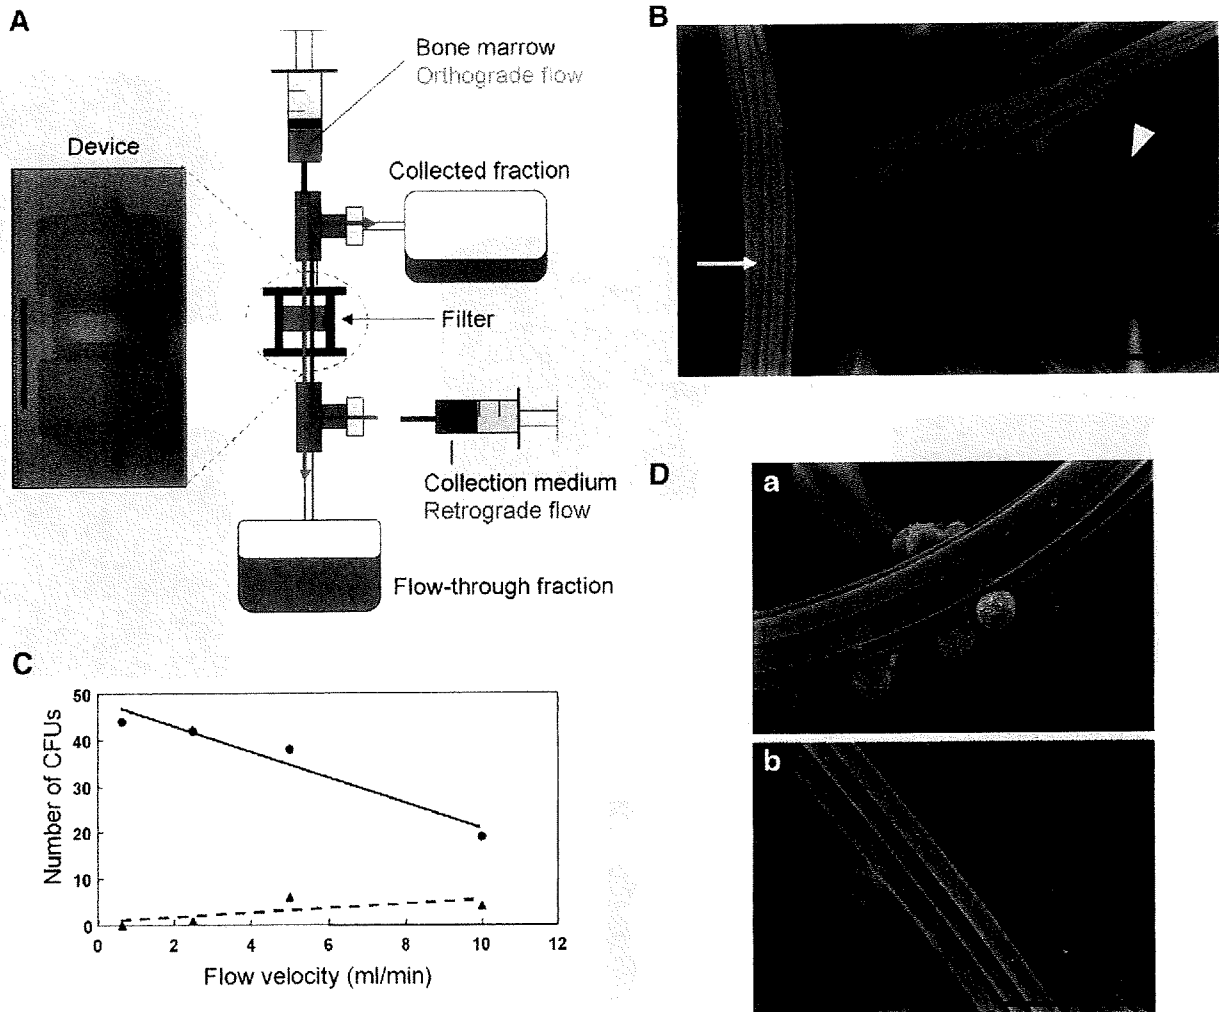 A
Bone marrow
Orthograde flow
Device
Collected fraction
Filter
Collection medium
Retrograde flow
Flow-through fraction
B
C
Number of CFUs
50
40
30
20
10
0
0
2
4
6
8
10
12
Flow velocity (ml/min)
D
a
b